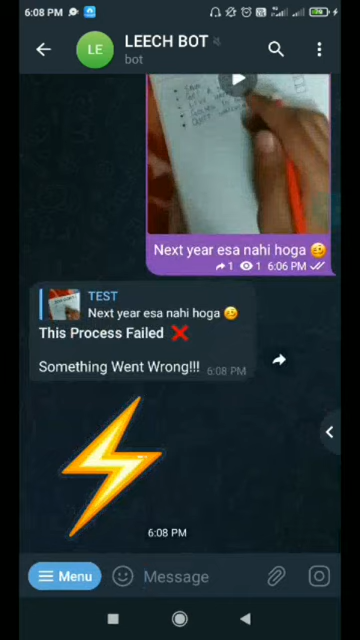 6:08 PM
LE
LEECH BOT
bot
Next year esa nahi hoga 🥴
1 1 6:06 PM
TEST
Next year esa nahi hoga 🥴
This Process Failed ❌
Something Went Wrong!!! 6:08 PM
6:08 PM
Menu
Message